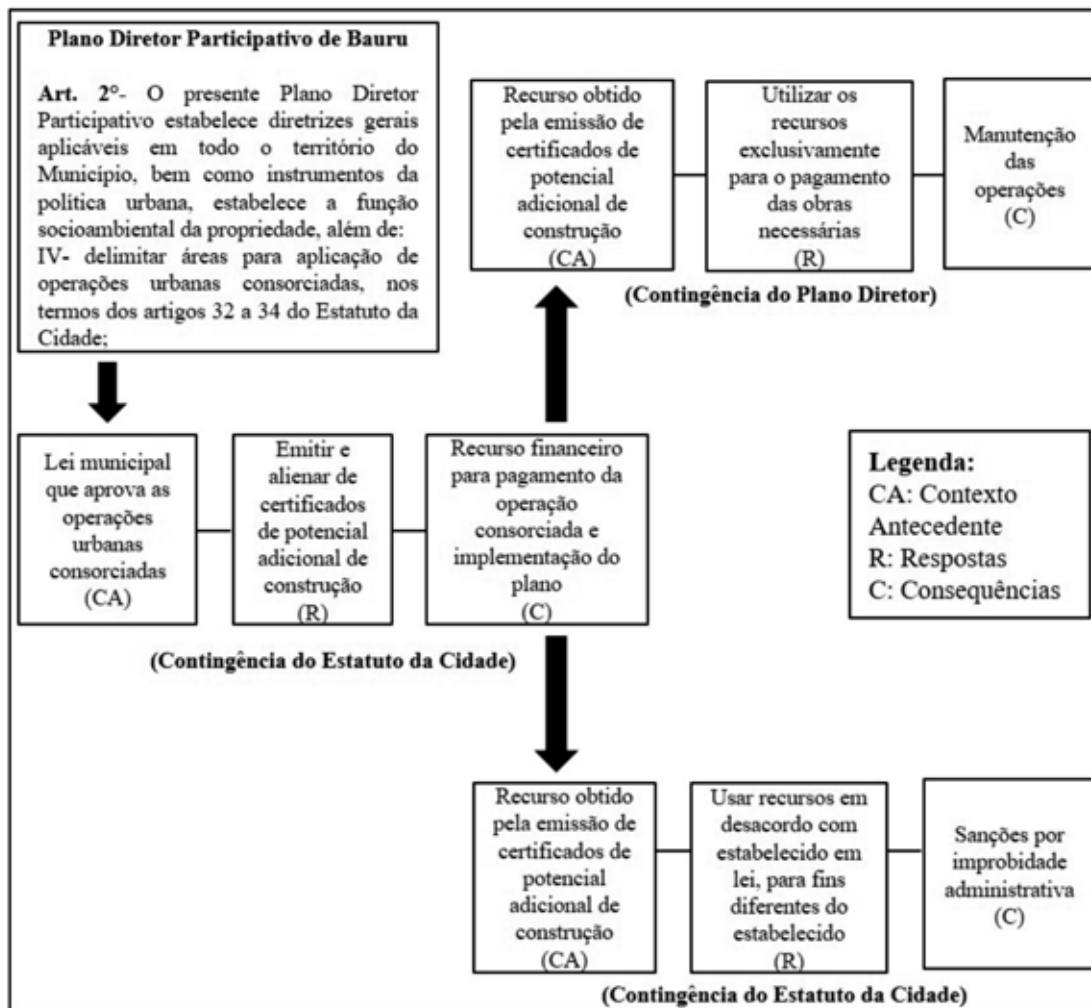 Plano Diretor Participativo de Bauru
Art. 2°- O presente Plano Diretor
Participativo estabelece diretrizes gerais
aplicáveis em todo o território do
Município, bem como instrumentos da
política urbana, estabelece a função
socioambiental da propriedade, além de:
IV- delimitar áreas para aplicação de
operações urbanas consorciadas, nos
termos dos artigos 32 a 34 do Estatuto da
Cidade;
Recurso obtido
pela emissão de
certificados de
potencial
adicional de
construção
(CA)
Utilizar os
recursos
exclusivamente
para o pagamento
das obras
necessárias
(R)
Manutenção
das
operações
(C)
(Contingência do Plano Diretor)
Lei municipal
que aprova as
operações
urbanas
consorciadas
(CA)
Emitir e
alienar de
certificados
de potencial
adicional de
construção
(R)
Recurso financeiro
para pagamento da
operação
consorciada e
implementação do
plano
(C)
(Contingência do Estatuto da Cidade)
Legenda:
CA: Contexto
Antecedente
R: Respostas
C: Consequências
Recurso obtido
pela emissão de
certificados de
potencial
adicional de
construção
(CA)
Usar recursos em
desacordo com
estabelecido em
lei, para fins
diferentes do
estabelecido
(R)
Sanções por
improbidade
administrativa
(C)
(Contingência do Estatuto da Cidade)